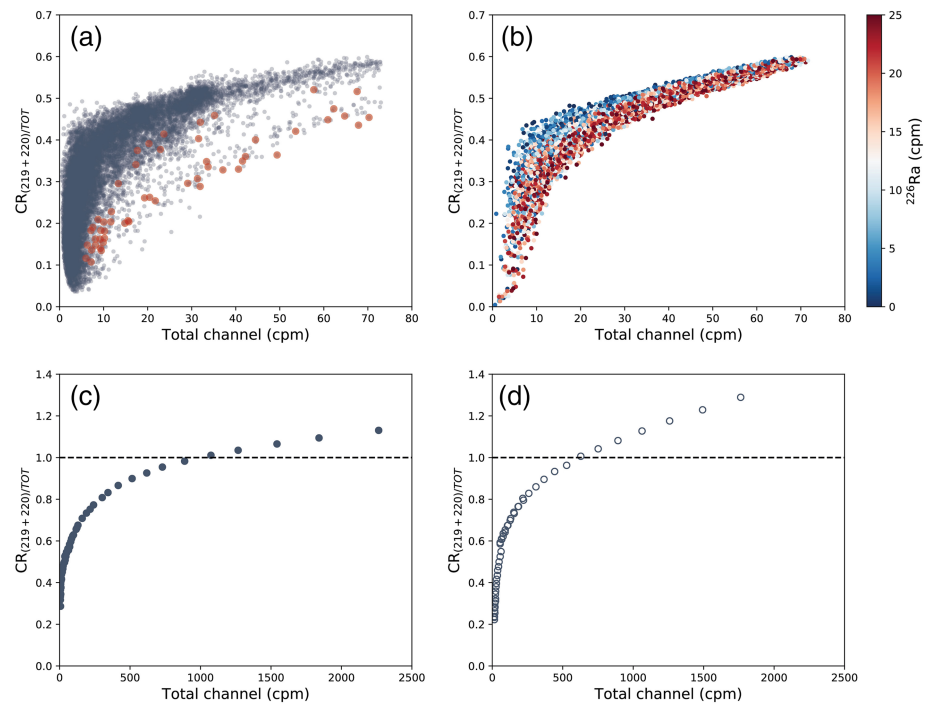 (a)
0.7
0.6
0.5
0.4
0.3
0.2
0.1
0.0
CR(219 + 220)/TOT
0 10 20 30 40 50 60 70 80
Total channel (cpm)
(b)
0.7
0.6
0.5
0.4
0.3
0.2
0.1
0.0
CR(219 + 220)/TOT
0 10 20 30 40 50 60 70 80
Total channel (cpm)
25
20
15
10
5
0
226Ra (cpm)
(c)
1.4
1.2
1.0
0.8
0.6
0.4
0.2
0.0
CR(219 + 220)/TOT
0 500 1000 1500 2000 2500
Total channel (cpm)
(d)
1.4
1.2
1.0
0.8
0.6
0.4
0.2
0.0
CR(219 + 220)/TOT
0 500 1000 1500 2000 2500
Total channel (cpm)